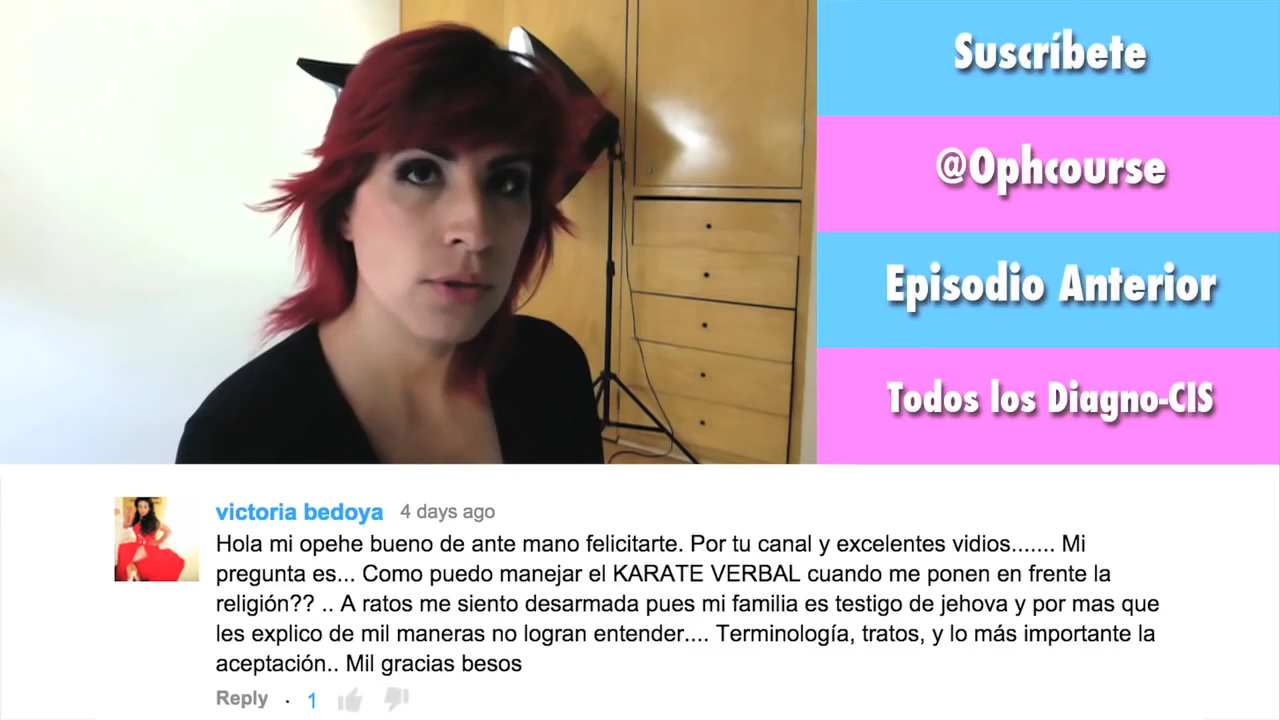 Suscríbete
@Ophcourse
Episodio Anterior
Todos los Diagno-CIS
victoria bedoya 4 days ago
Hola mi opehe bueno de ante mano felicitarte. Por tu canal y excelentes vidios....... Mi
pregunta es... Como puedo manejar el KARATE VERBAL cuando me ponen en frente la
religión?? .. A ratos me siento desarmada pues mi familia es testigo de jehova y por mas que
les explico de mil maneras no logran entender.... Terminología, tratos, y lo más importante la
aceptación.. Mil gracias besos
Reply · 1